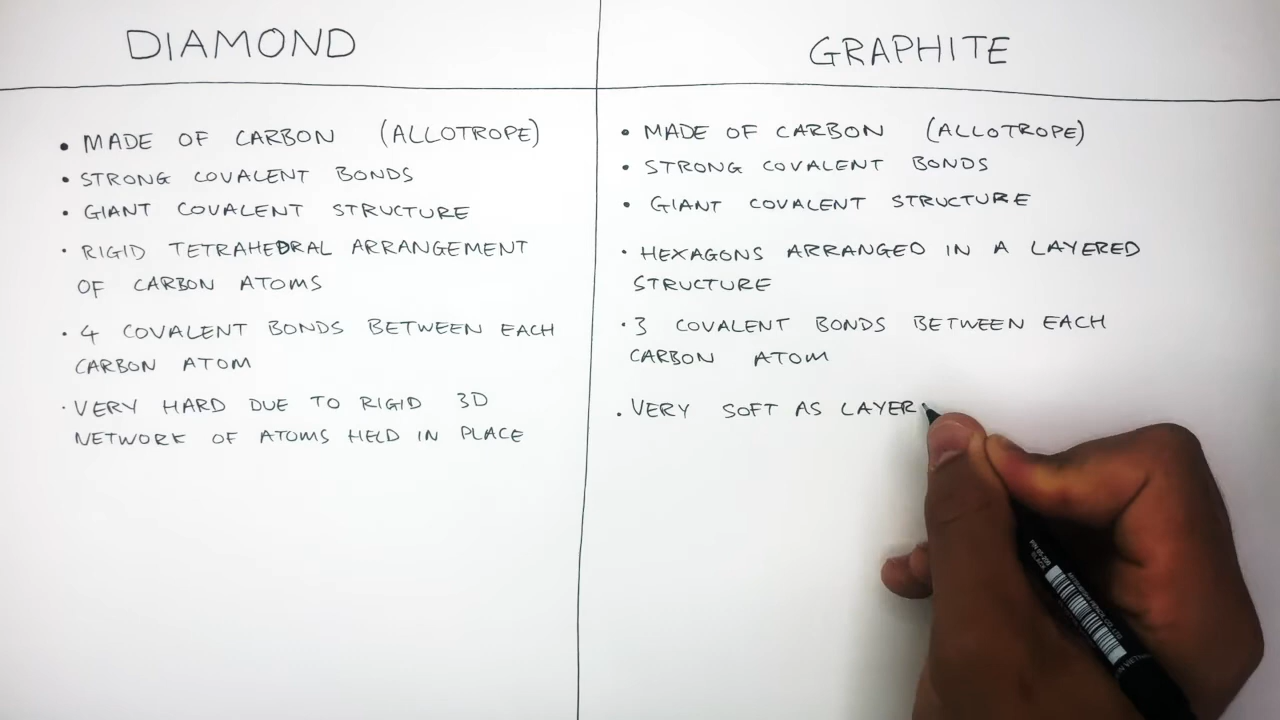 DIAMOND
• MADE OF CARBON (ALLOTROPE)
• STRONG COVALENT BONDS
• GIANT COVALENT STRUCTURE
• RIGID TETRAHEDRAL ARRANGEMENT
OF CARBON ATOMS
• 4 COVALENT BONDS BETWEEN EACH
CARBON ATOM
• VERY HARD DUE TO RIGID 3D
NETWORK OF ATOMS HELD IN PLACE
GRAPHITE
• MADE OF CARBON (ALLOTROPE)
• STRONG COVALENT BONDS
• GIANT COVALENT STRUCTURE
• HEXAGONS ARRANGED IN A LAYERED
STRUCTURE
• 3 COVALENT BONDS BETWEEN EACH
CARBON ATOM
• VERY SOFT AS LAYER